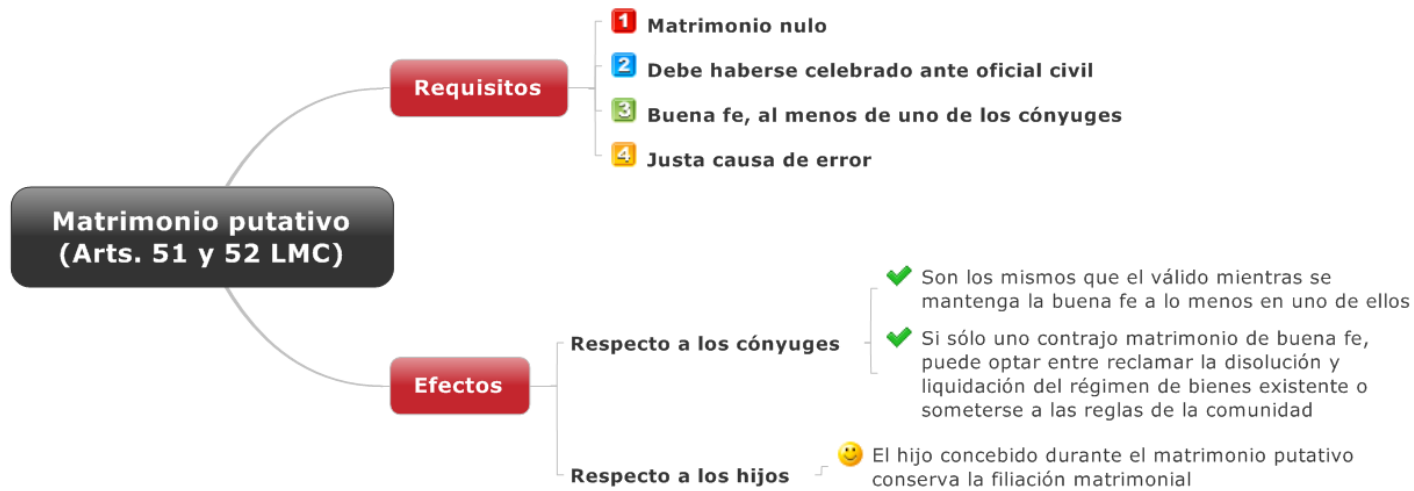 Matrimonio putativo
(Arts. 51 y 52 LMC)
Requisitos
1 Matrimonio nulo
2 Debe haberse celebrado ante oficial civil
3 Buena fe, al menos de uno de los cónyuges
4 Justa causa de error
Efectos
Respecto a los cónyuges
Son los mismos que el válido mientras se
mantenga la buena fe a lo menos en uno de ellos
Si sólo uno contrajo matrimonio de buena fe,
puede optar entre reclamar la disolución y
liquidación del régimen de bienes existente o
someterse a las reglas de la comunidad
Respecto a los hijos
El hijo concebido durante el matrimonio putativo
conserva la filiación matrimonial